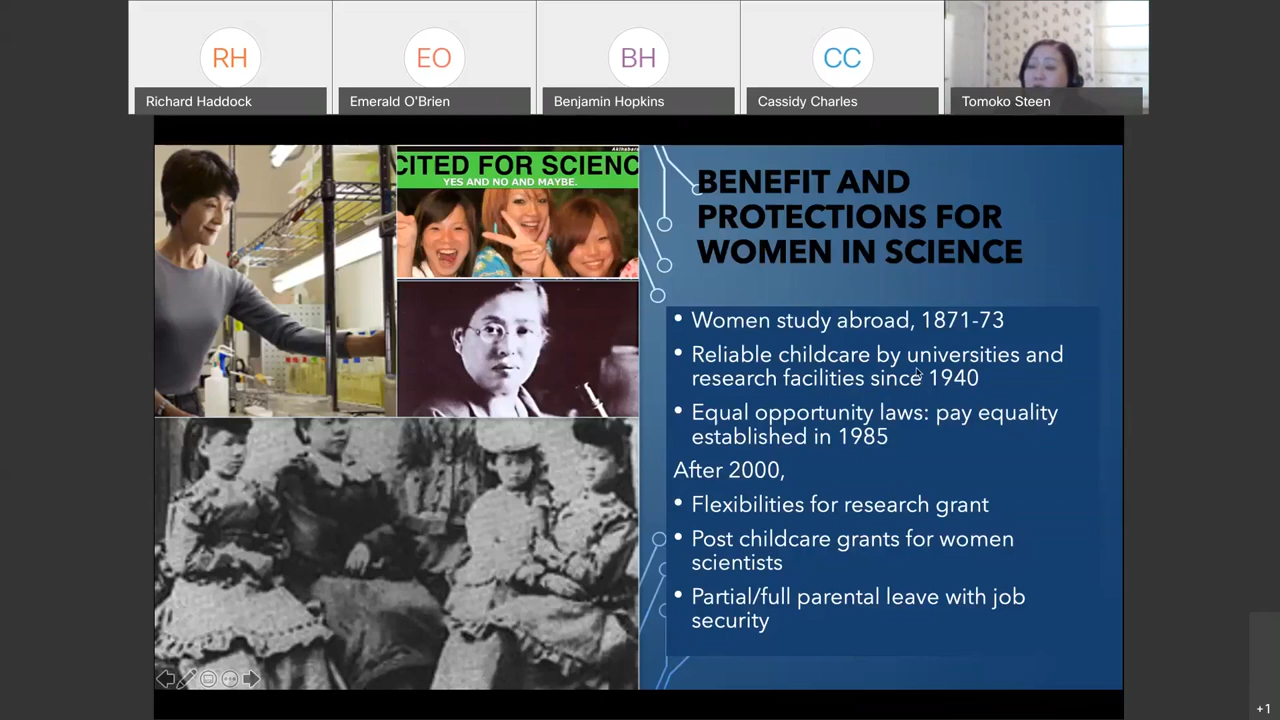 RH
EO
BH
CC
Richard Haddock
Emerald O'Brien
Benjamin Hopkins
Cassidy Charles
Tomoko Steen
CITED FOR SCIENC
YES AND NO AND MAYBE.
BENEFIT AND
PROTECTIONS FOR
WOMEN IN SCIENCE
• Women study abroad, 1871-73
• Reliable childcare by universities and
research facilities since 1940
• Equal opportunity laws: pay equality
established in 1985
After 2000,
• Flexibilities for research grant
• Post childcare grants for women
scientists
• Partial/full parental leave with job
security
+1